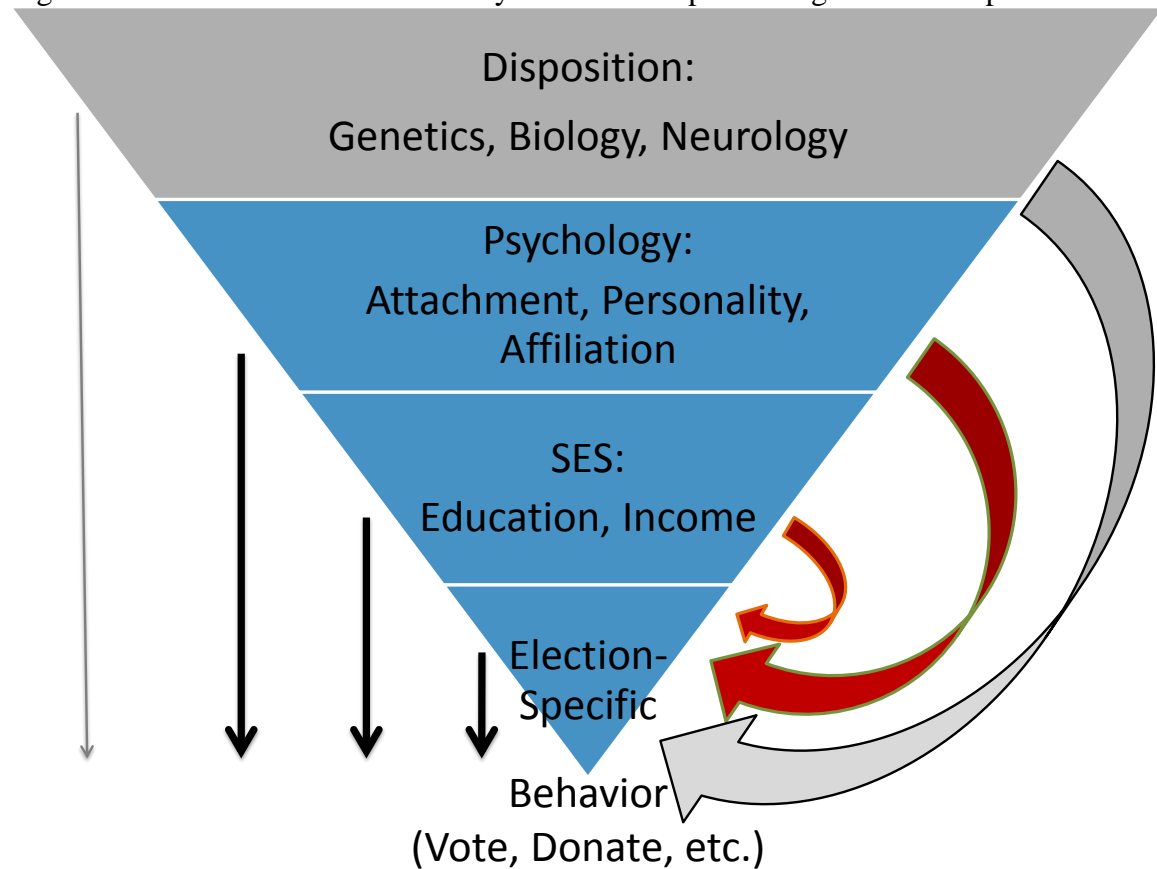 Disposition:
Genetics, Biology, Neurology
Psychology:
Attachment, Personality,
Affiliation
SES:
Education, Income
Election-
Specific
Behavior
(Vote, Donate, etc.)